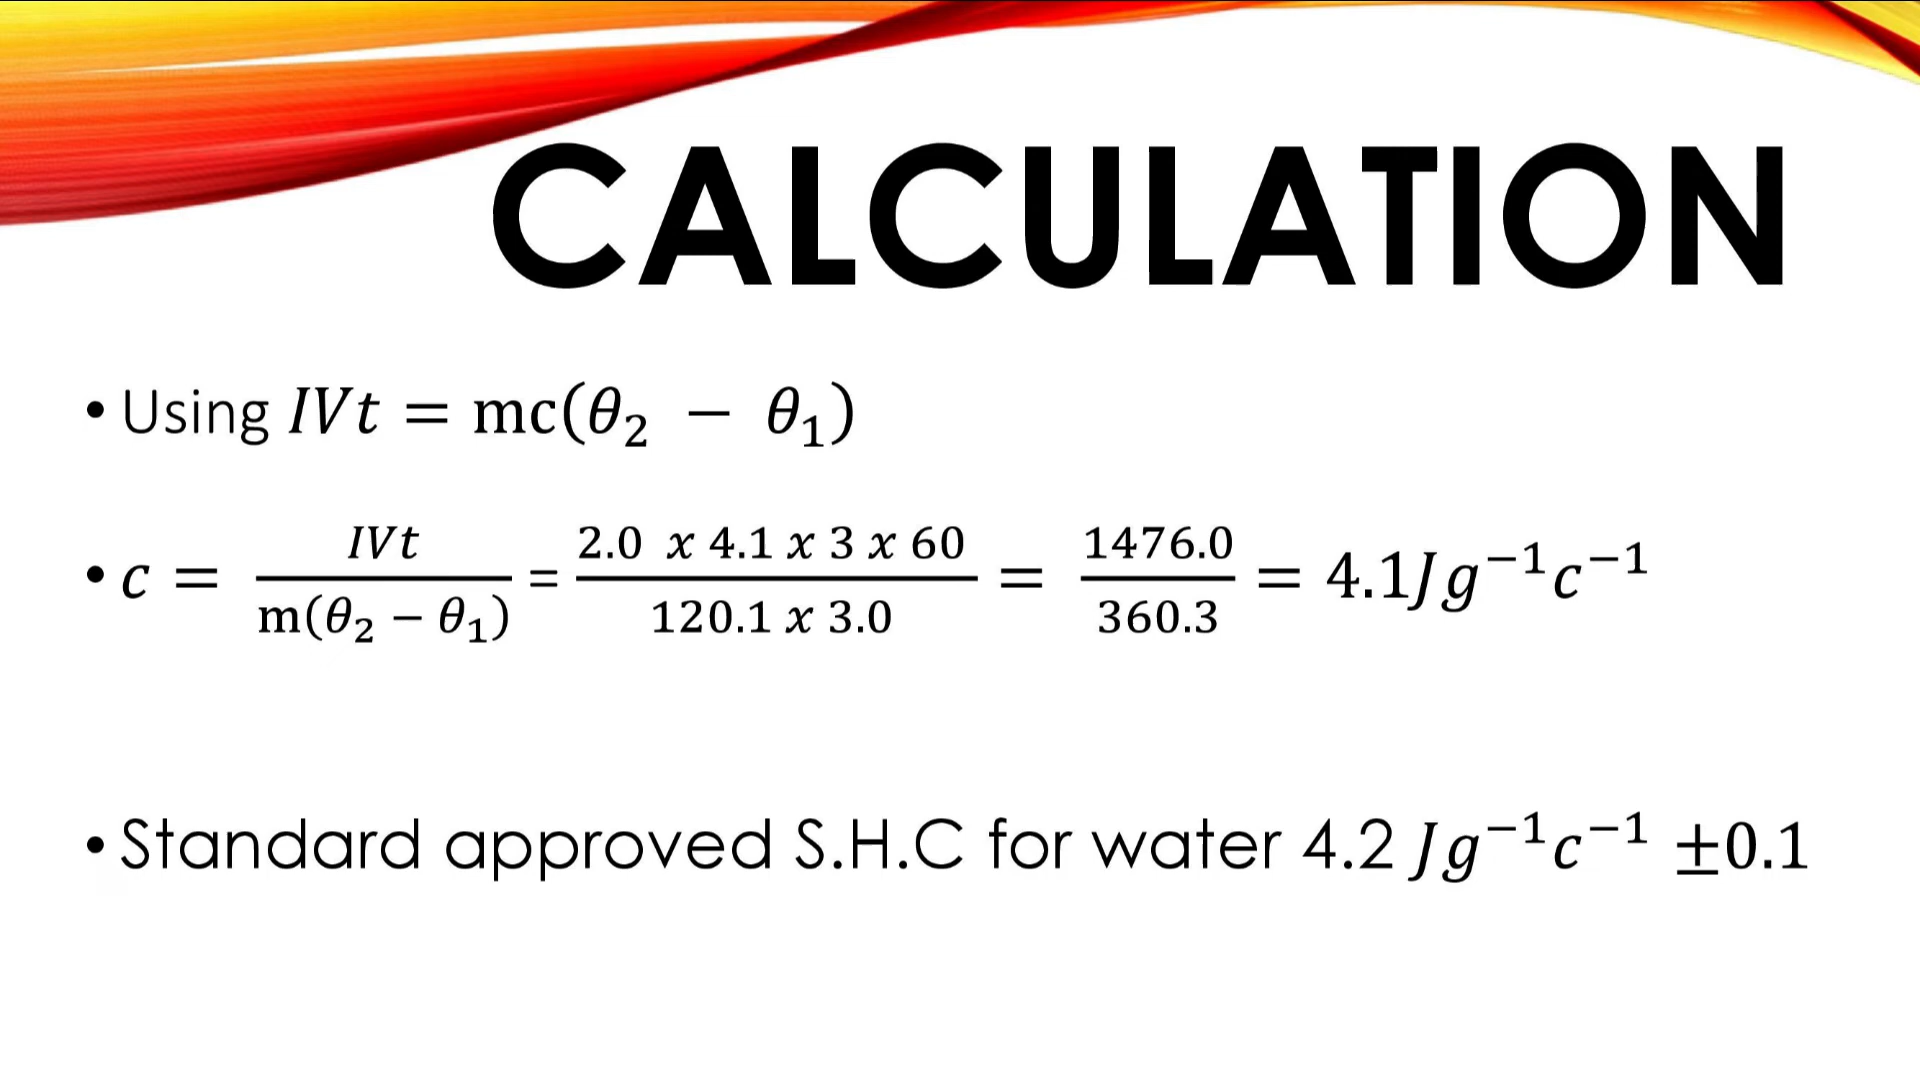 CALCULATION
• Using 𝐼𝑉𝑡 = mc(𝜃₂ − 𝜃₁)
• 𝑐 = 𝐼𝑉𝑡 / m(𝜃₂ − 𝜃₁) = 2.0 𝑥 4.1 𝑥 3 𝑥 60 / 120.1 𝑥 3.0 = 1476.0 / 360.3 = 4.1𝐽𝑔⁻¹𝑐⁻¹
• Standard approved S.H.C for water 4.2 𝐽𝑔⁻¹𝑐⁻¹ ±0.1